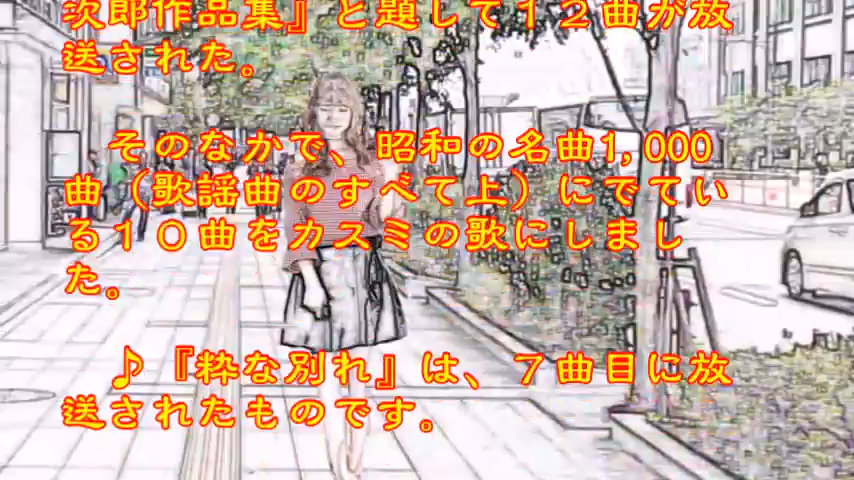 次郎作品集』と題して１２曲が放
送された。
そのなかで、昭和の名曲1,000
曲（歌謡曲のすべて上）にでてい
る１０曲をカスミの歌にしまし
た。
♪『粋な別れ』は、７曲目に放
送されたものです。